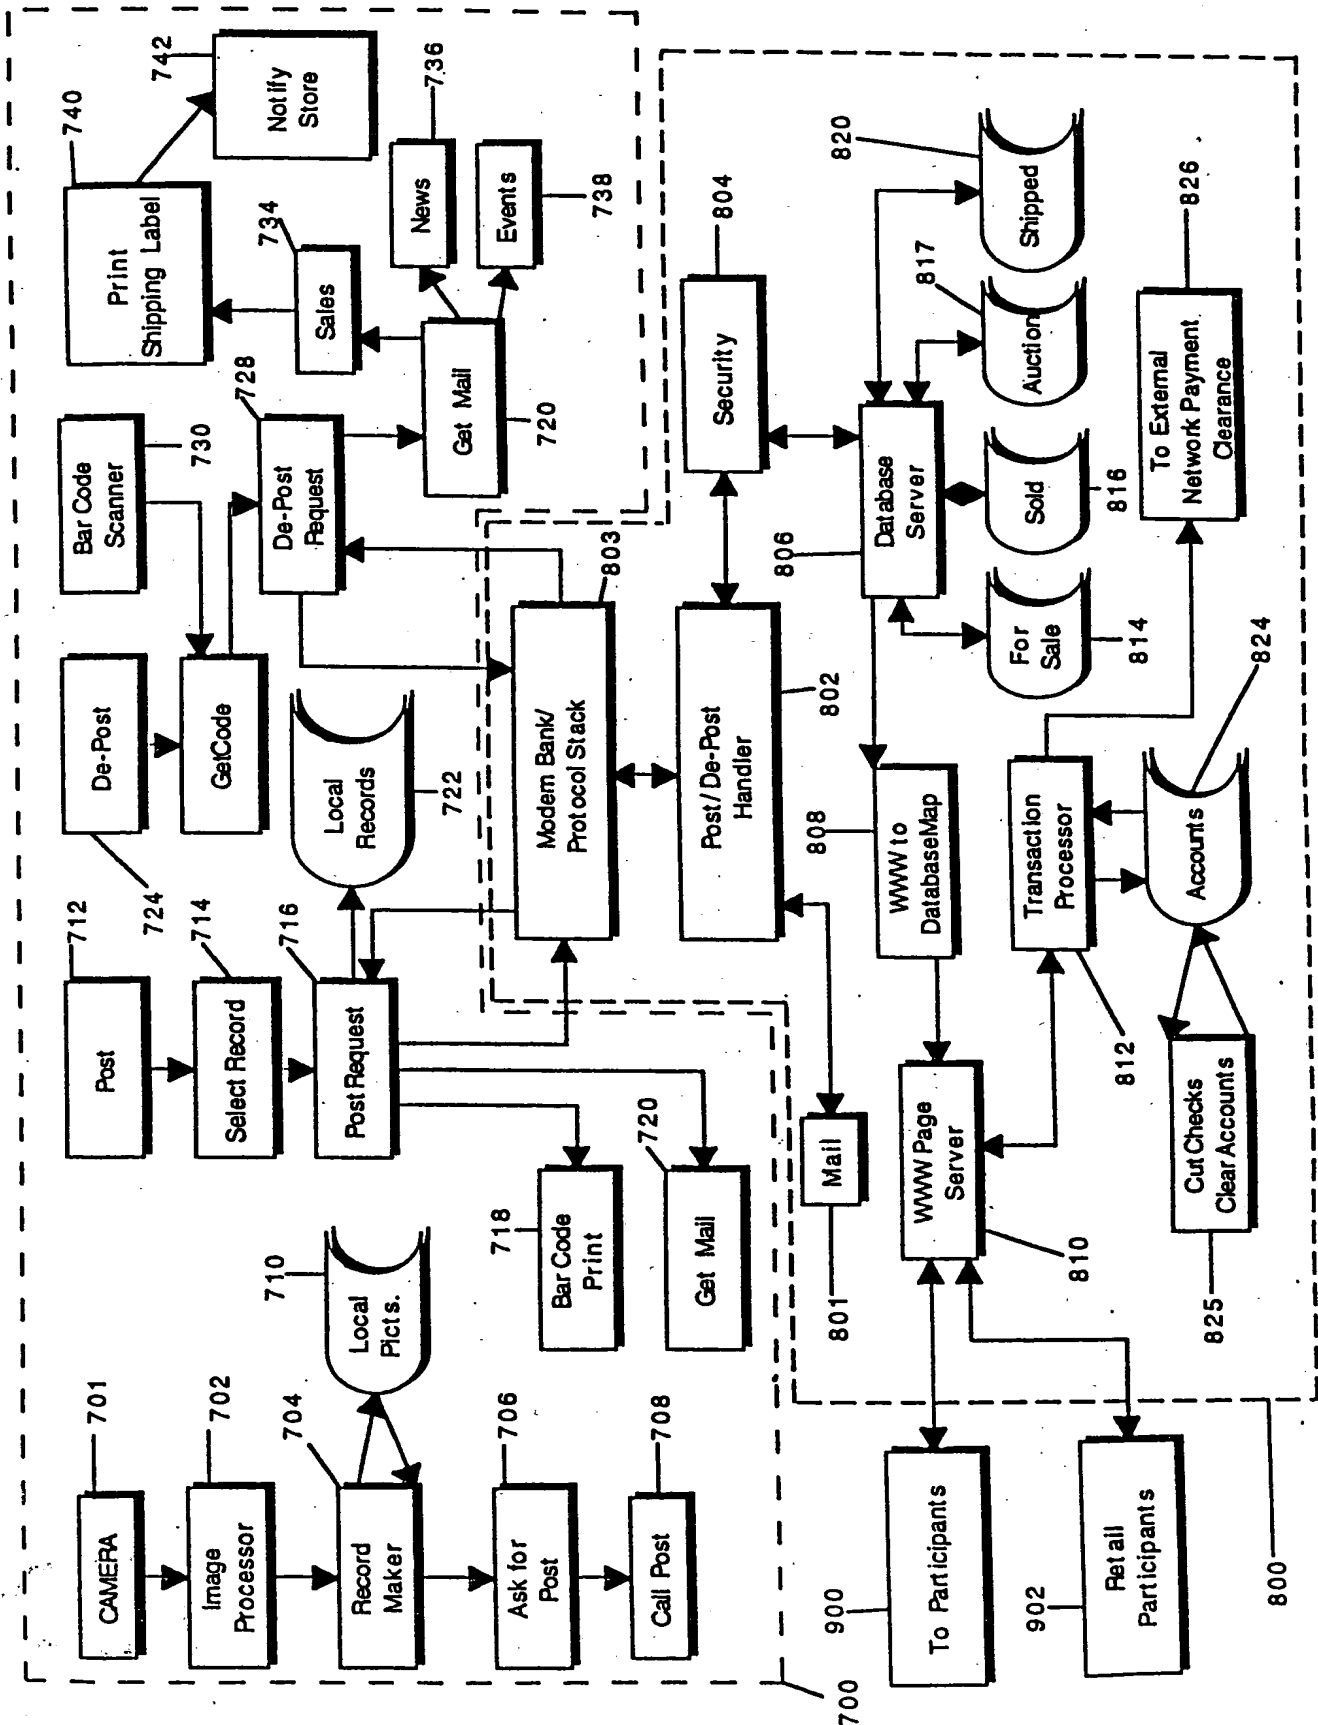 CAMERA
701
Image
Processor
702
Record
Maker
704
Local
Picts.
710
Ask for
Post
706
Call Post
708
Post
712
Select Record
714
Post Request
716
Bar Code
Print
718
Get Mail
720
Local
Records
722
De-Post
724
GetCode
Bar Code
Scanner
730
De-Post
Request
728
Get Mail
720
Sales
734
News
736
Events
738
Print
Shipping Label
740
Notify
Store
742
700
Modem Bank/
Protocol Stack
803
Post/De-Post
Handler
802
Security
804
Mail
801
Database
Server
806
WWW to
DatabaseMap
808
WWW Page
Server
810
Transaction
Processor
812
For
Sale
814
Sold
816
Auction
817
Shipped
820
Accounts
824
Cut Checks
Clear Accounts
825
To External
Network Payment
Clearance
826
To Participants
900
Retail
Participants
902
800